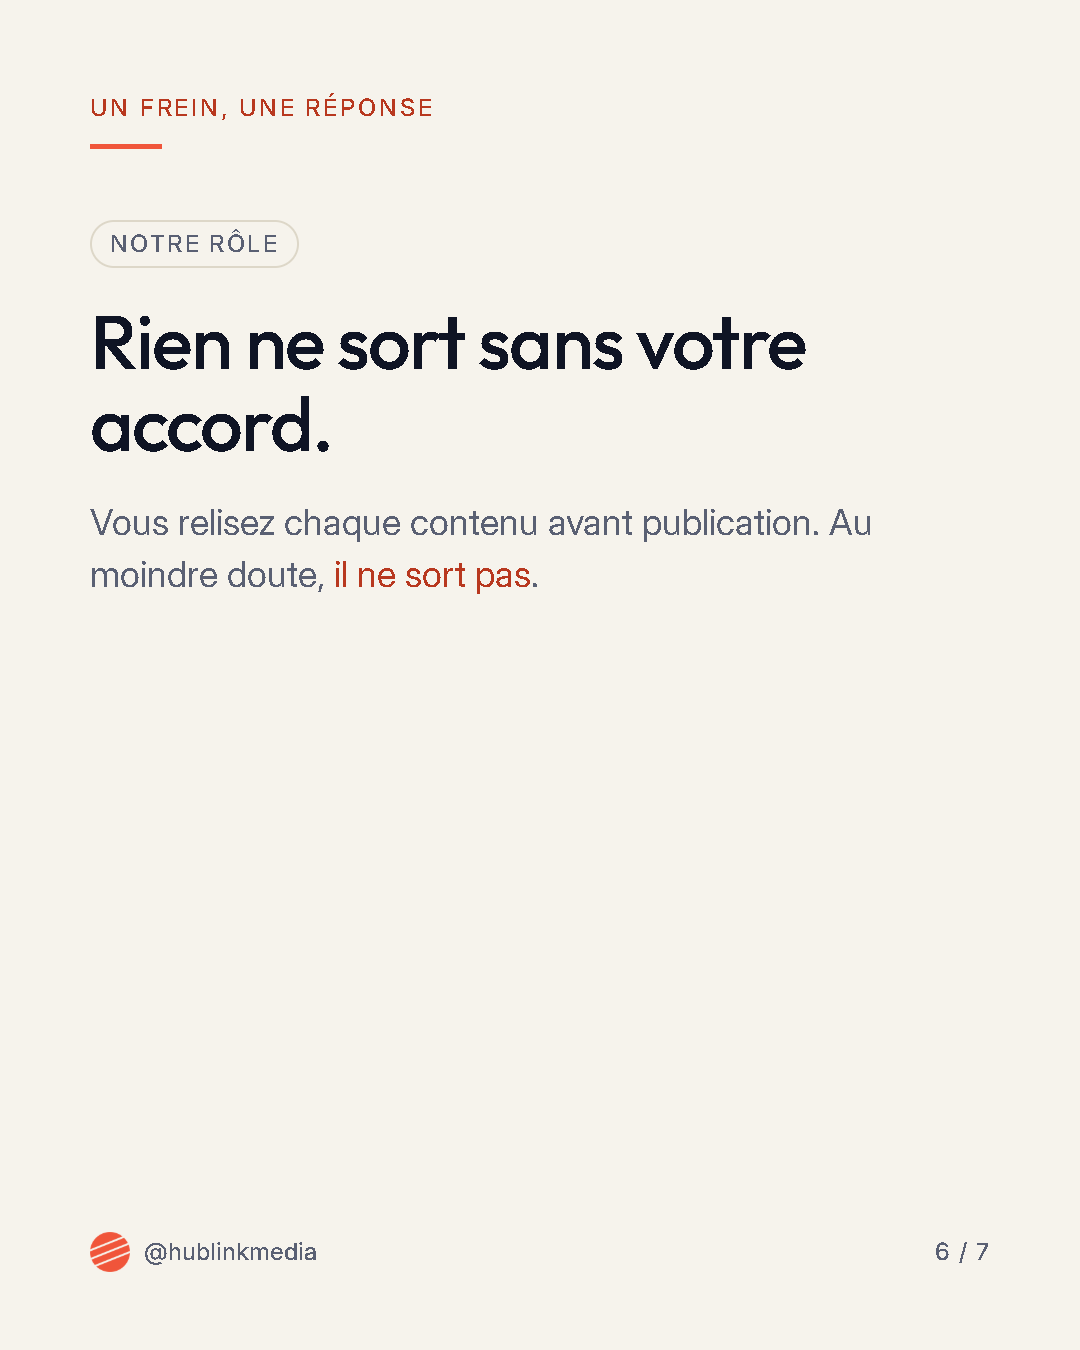 UN FREIN, UNE RÉPONSE
NOTRE RÔLE
Rien ne sort sans votre
accord.
Vous relisez chaque contenu avant publication. Au
moindre doute, il ne sort pas.
@hublinkmedia
6 / 7